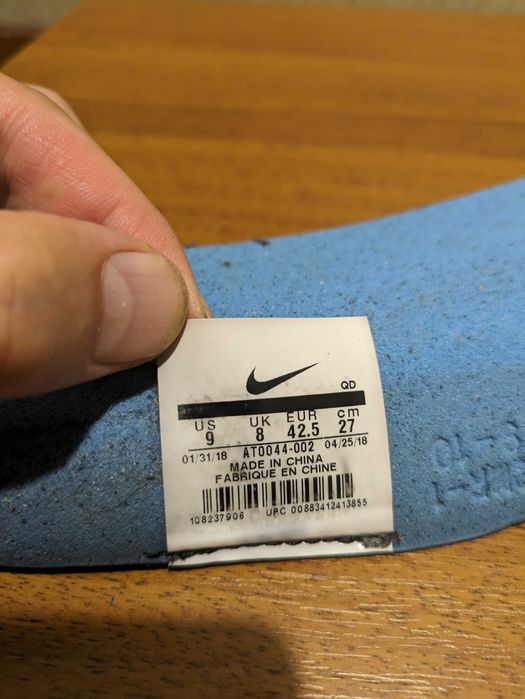 QD
US UK EUR cm
9 8 42.5 27
01/31/18 AT0044-002 04/25/18
MADE IN CHINA
FABRIQUE EN CHINE
108237906 UPC 00883412413855